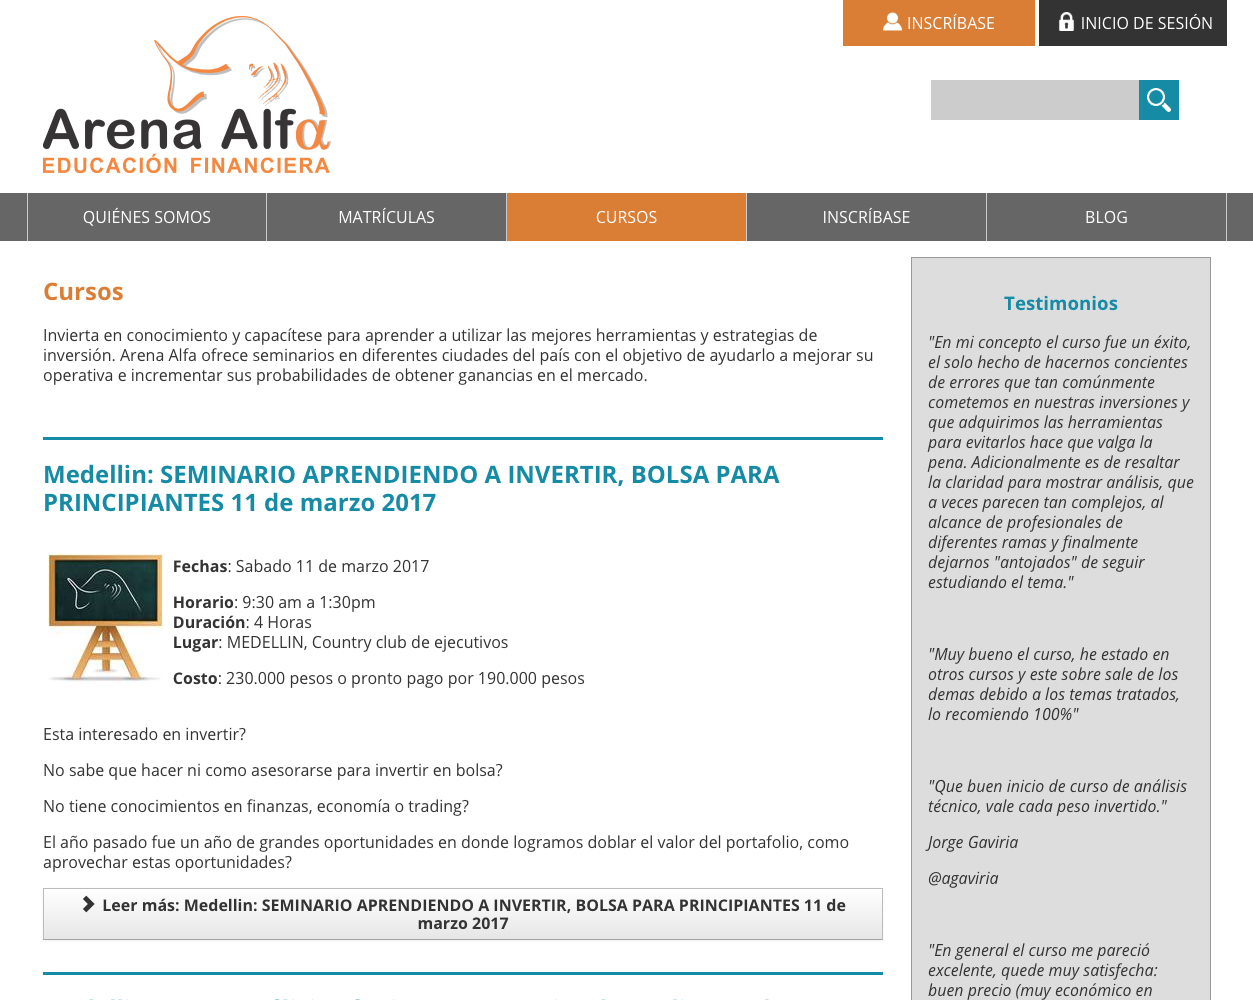 INSCRÍBASE
INICIO DE SESIÓN
Arena Alfα
EDUCACIÓN FINANCIERA
QUIÉNES SOMOS
MATRÍCULAS
CURSOS
INSCRÍBASE
BLOG
Cursos
Invierta en conocimiento y capacítese para aprender a utilizar las mejores herramientas y estrategias de
inversión. Arena Alfa ofrece seminarios en diferentes ciudades del país con el objetivo de ayudarlo a mejorar su
operativa e incrementar sus probabilidades de obtener ganancias en el mercado.
Medellin: SEMINARIO APRENDIENDO A INVERTIR, BOLSA PARA
PRINCIPIANTES 11 de marzo 2017
Fechas: Sabado 11 de marzo 2017
Horario: 9:30 am a 1:30pm
Duración: 4 Horas
Lugar: MEDELLIN, Country club de ejecutivos
Costo: 230.000 pesos o pronto pago por 190.000 pesos
Esta interesado en invertir?
No sabe que hacer ni como asesorarse para invertir en bolsa?
No tiene conocimientos en finanzas, economía o trading?
El año pasado fue un año de grandes oportunidades en donde logramos doblar el valor del portafolio, como
aprovechar estas oportunidades?
Leer más: Medellin: SEMINARIO APRENDIENDO A INVERTIR, BOLSA PARA PRINCIPIANTES 11 de
marzo 2017
Testimonios
"En mi concepto el curso fue un éxito,
el solo hecho de hacernos concientes
de errores que tan comúnmente
cometemos en nuestras inversiones y
que adquirimos las herramientas
para evitarlos hace que valga la
pena. Adicionalmente es de resaltar
la claridad para mostrar análisis, que
a veces parecen tan complejos, al
alcance de profesionales de
diferentes ramas y finalmente
dejarnos "antojados" de seguir
estudiando el tema."
"Muy bueno el curso, he estado en
otros cursos y este sobre sale de los
demas debido a los temas tratados,
lo recomiendo 100%"
"Que buen inicio de curso de análisis
técnico, vale cada peso invertido."
Jorge Gaviria
@agaviria
"En general el curso me pareció
excelente, quede muy satisfecha:
buen precio (muy económico en